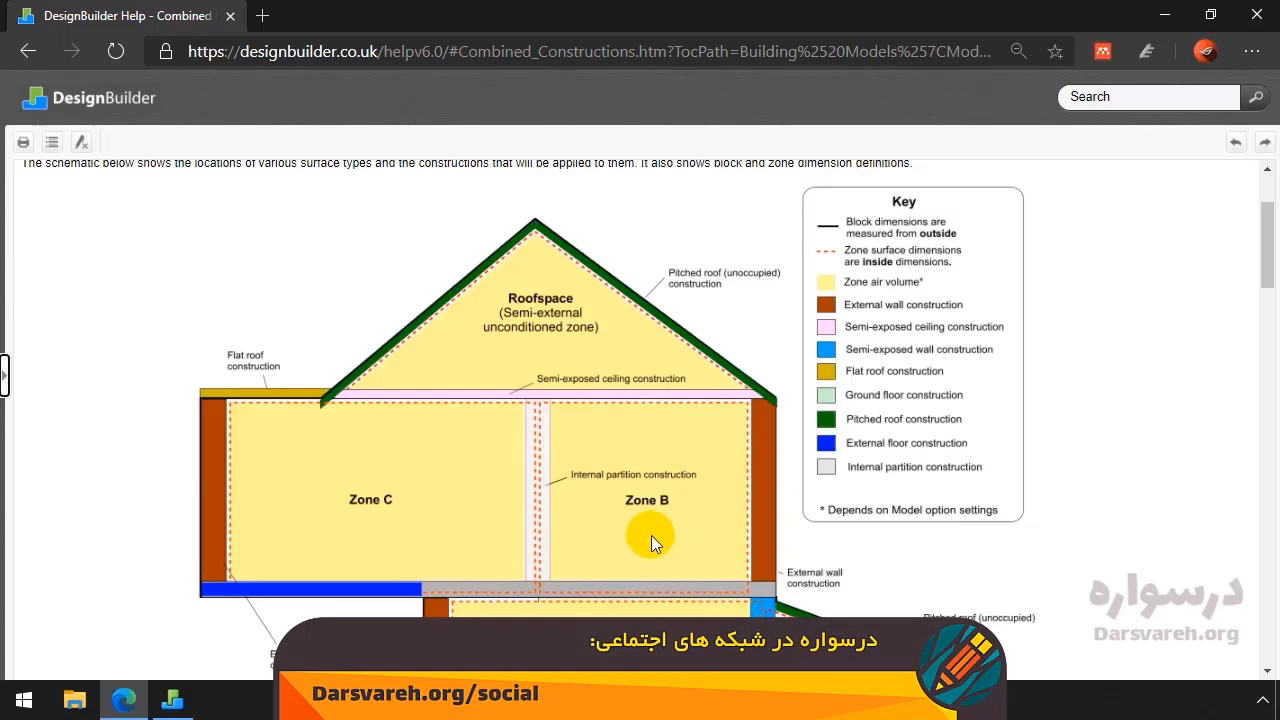 DesignBuilder Help - Combined
https://designbuilder.co.uk/helpv6.0/#Combined_Constructions.htm?TocPath=Building%2520Models%257CMod...
DesignBuilder
Search
The schematic below shows the locations of various surface types and the constructions that will be applied to them. It also shows block and zone dimension definitions.
Key
Block dimensions are
measured from outside
Zone surface dimensions
are inside dimensions.
Zone air volume*
External wall construction
Semi-exposed ceiling construction
Semi-exposed wall construction
Flat roof construction
Ground floor construction
Pitched roof construction
External floor construction
Internal partition construction
* Depends on Model option settings
Pitched roof (unoccupied)
construction
Roofspace
(Semi-external
unconditioned zone)
Flat roof
construction
Semi-exposed ceiling construction
Internal partition construction
Zone C
Zone B
External wall
construction
Pitched roof (unoccupied)
درسواره
Darsvareh.org
درسواره در شبکه های اجتماعی:
Darsvareh.org/social